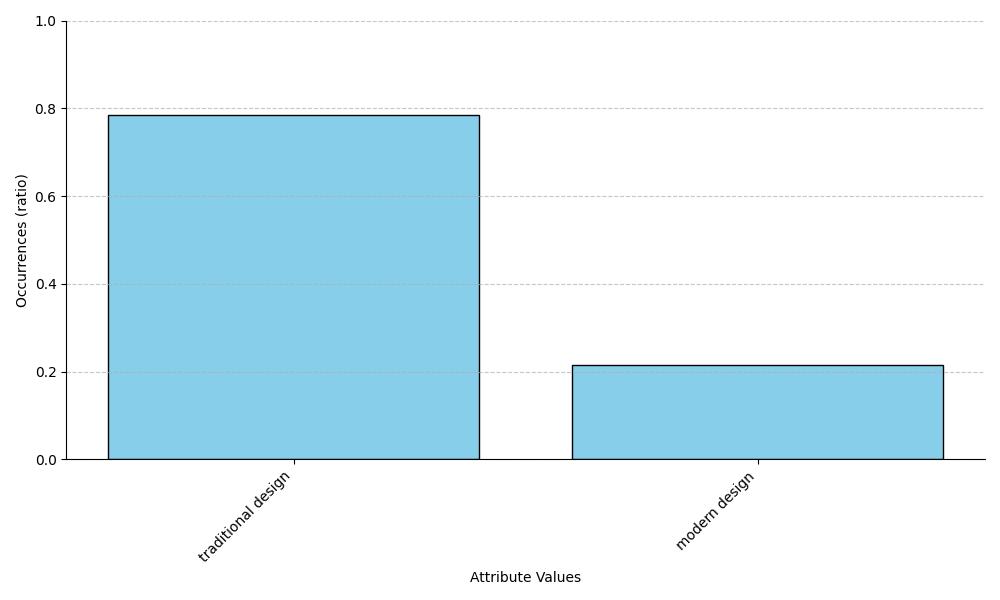 1.0
0.8
0.6
0.4
0.2
0.0
Occurrences (ratio)
traditional design
modern design
Attribute Values